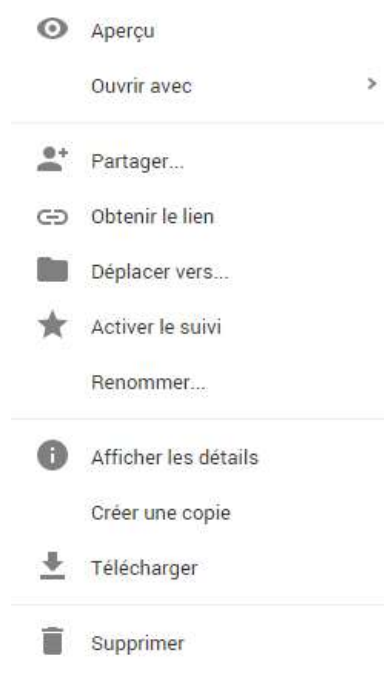 Aperçu
Ouvrir avec
Partager...
Obtenir le lien
Déplacer vers...
Activer le suivi
Renommer...
Afficher les détails
Créer une copie
Télécharger
Supprimer